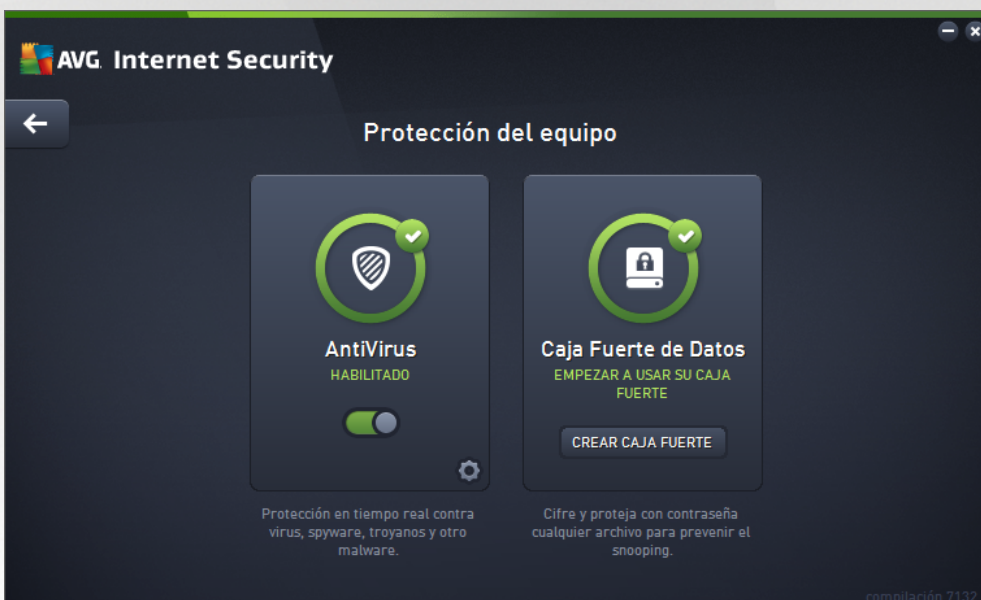 AVG. Internet Security
Protección del equipo
AntiVirus
HABILITADO
Protección en tiempo real contra
virus, spyware, troyanos y otro
malware.
Caja Fuerte de Datos
EMPEZAR A USAR SU CAJA
FUERTE
CREAR CAJA FUERTE
Cifre y proteja con contraseña
cualquier archivo para prevenir el
snooping.
compilación 7132